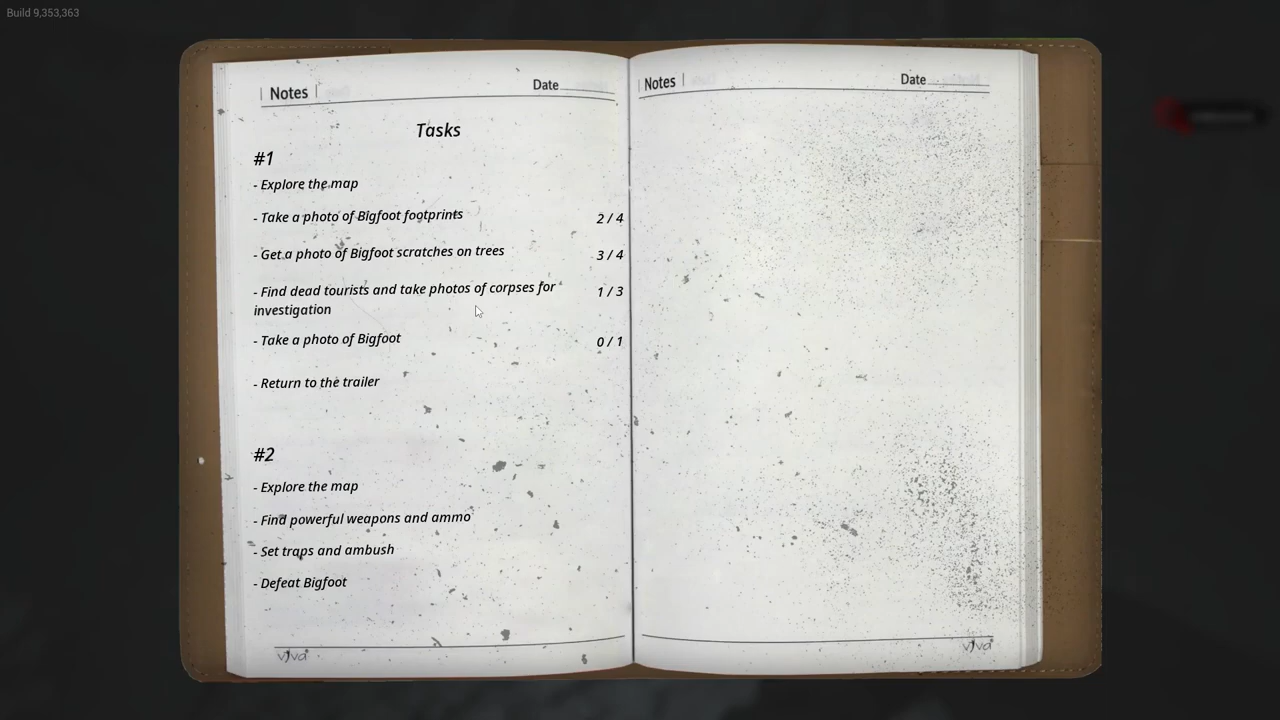 Build 9,353,363
Notes
Date
Tasks
#1
- Explore the map
- Take a photo of Bigfoot footprints 2 / 4
- Get a photo of Bigfoot scratches on trees 3 / 4
- Find dead tourists and take photos of corpses for 1 / 3
investigation
- Take a photo of Bigfoot 0 / 1
- Return to the trailer
#2
- Explore the map
- Find powerful weapons and ammo
- Set traps and ambush
- Defeat Bigfoot
viva
Notes
Date
viva